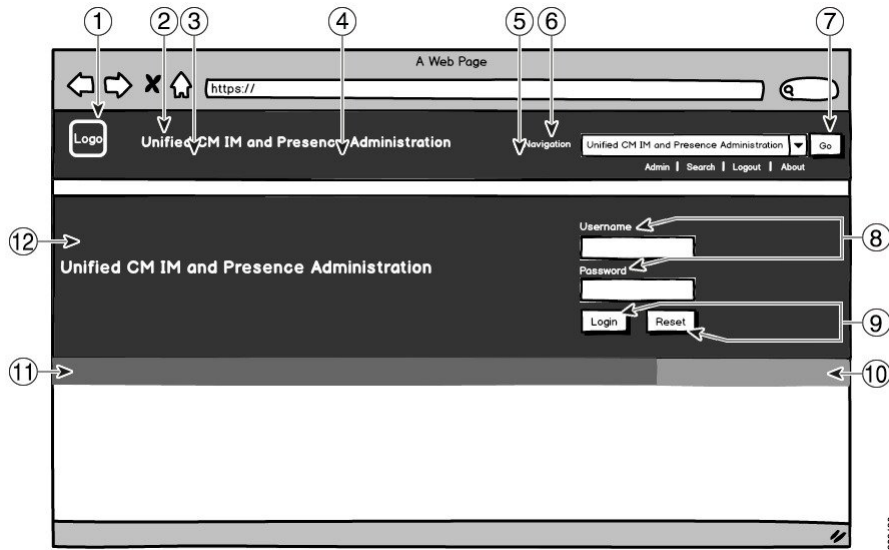 1 2 3 4 5 6 7
A Web Page
https://
Logo
Unified CM IM and Presence Administration
Navigation
Unified CM IM and Presence Administration
Go
Admin | Search | Logout | About
12
Unified CM IM and Presence Administration
Username
8
Password
Login Reset
9
11
10